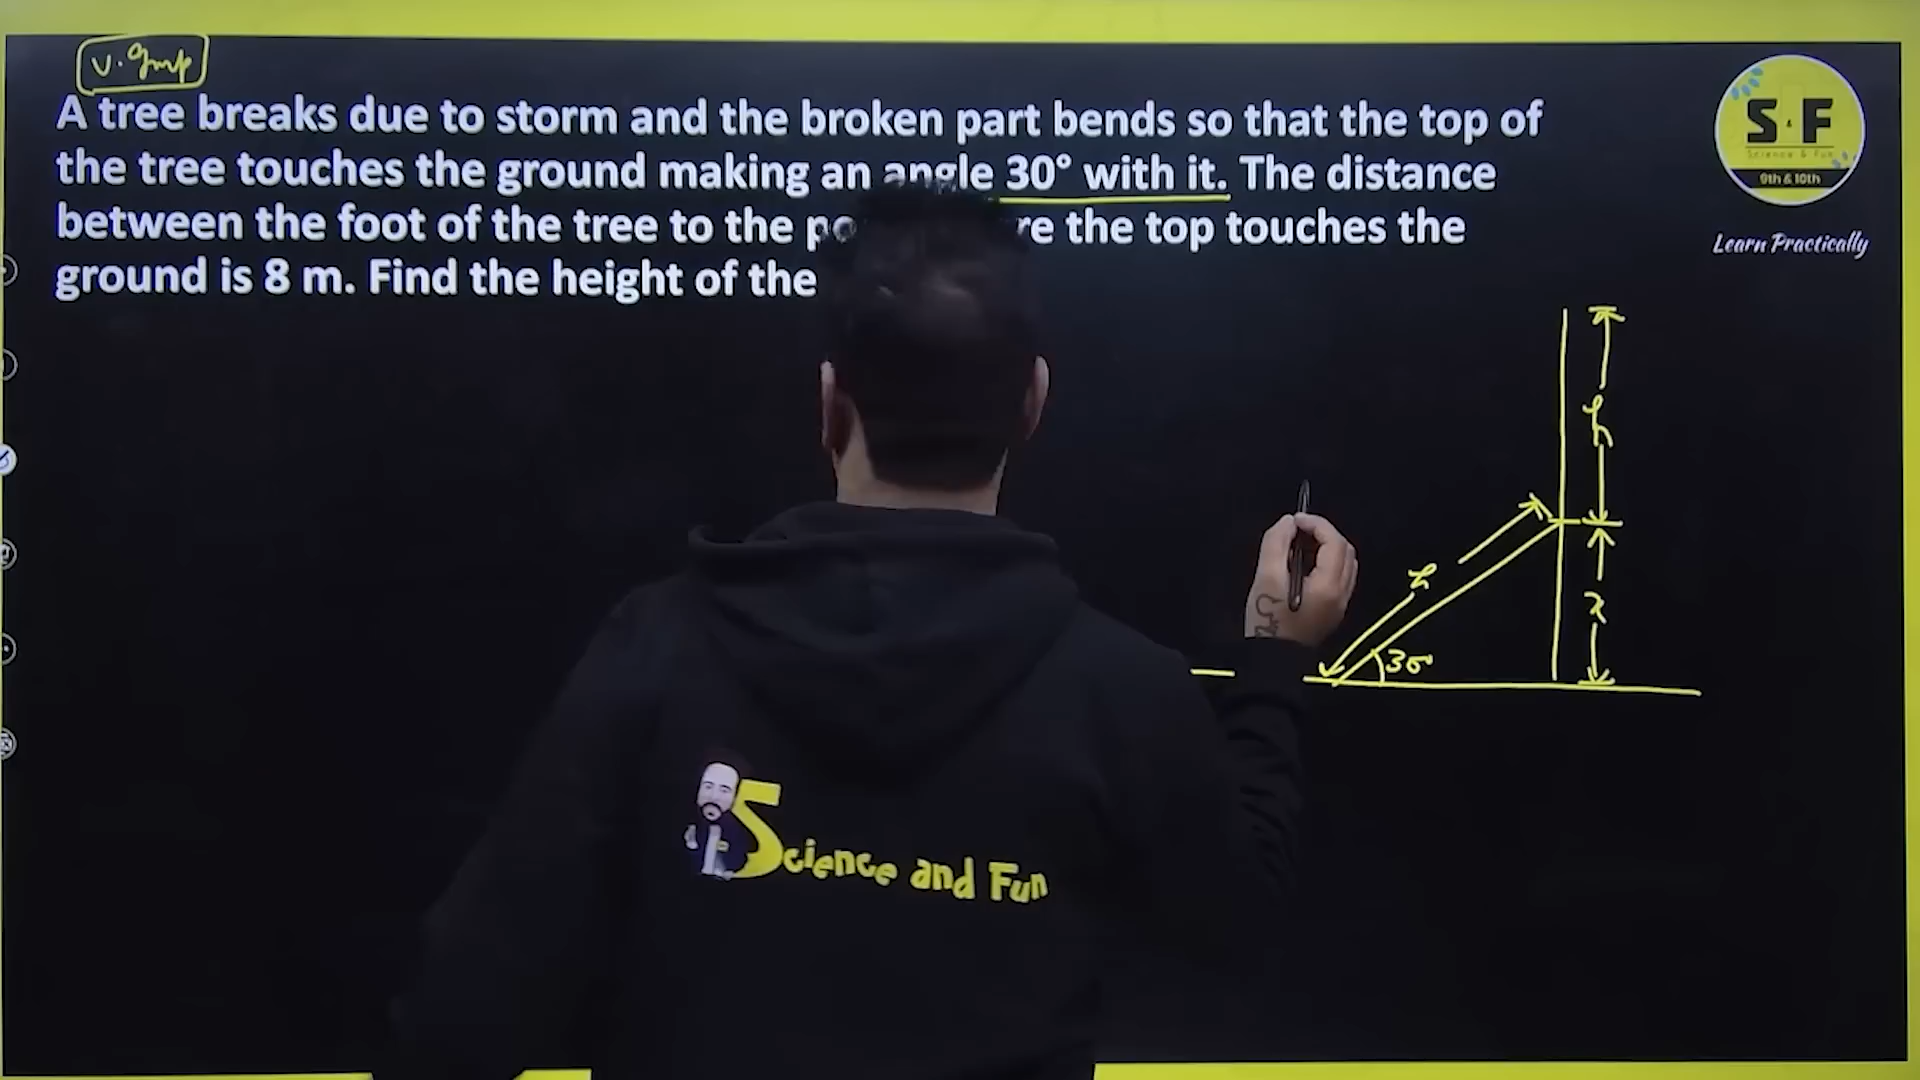 v. Imp
A tree breaks due to storm and the broken part bends so that the top of
the tree touches the ground making an angle 30° with it. The distance
between the foot of the tree to the re the top touches the
ground is 8 m. Find the height of the
S & F
Science & Fun
9th & 10th
Learn Practically
h
h
x
30°
Science and Fun